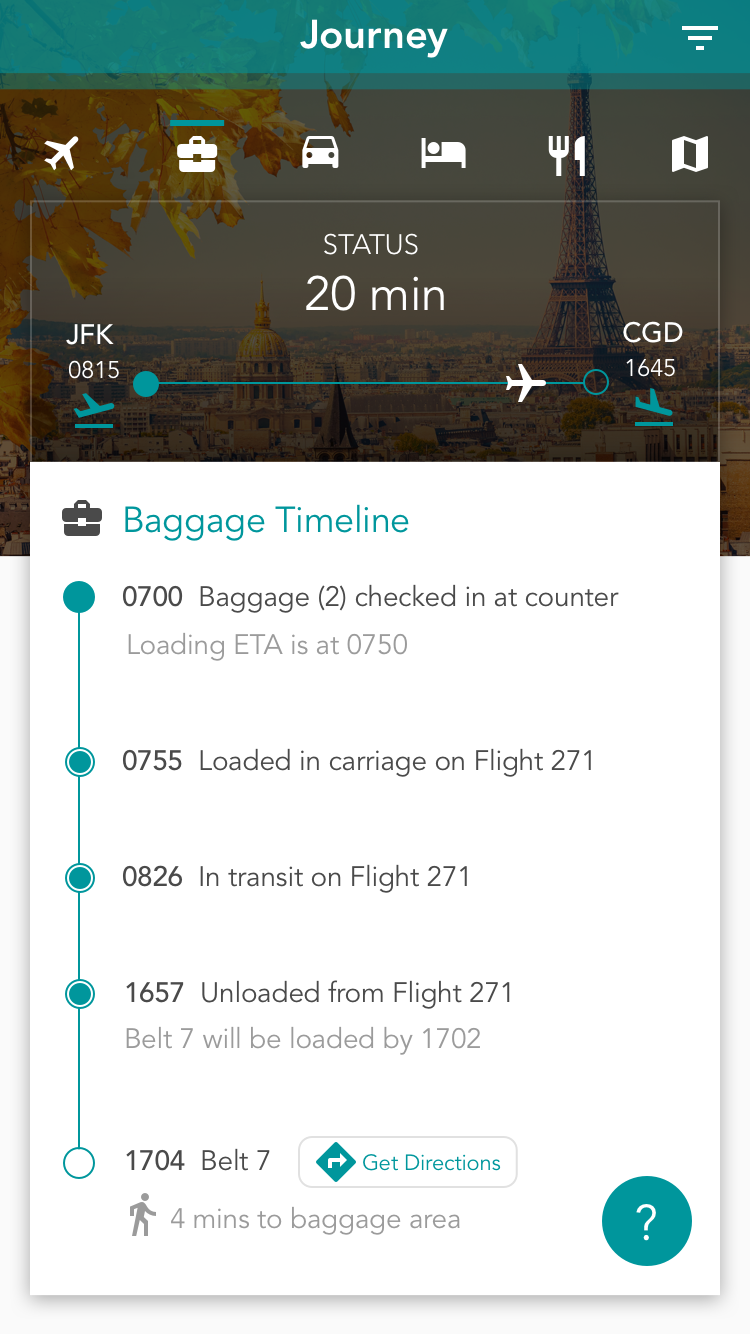 Journey
STATUS
20 min
JFK
CGD
0815
1645
Baggage Timeline
0700 Baggage (2) checked in at counter
Loading ETA is at 0750
0755 Loaded in carriage on Flight 271
0826 In transit on Flight 271
1657 Unloaded from Flight 271
Belt 7 will be loaded by 1702
1704 Belt 7 Get Directions
4 mins to baggage area
?